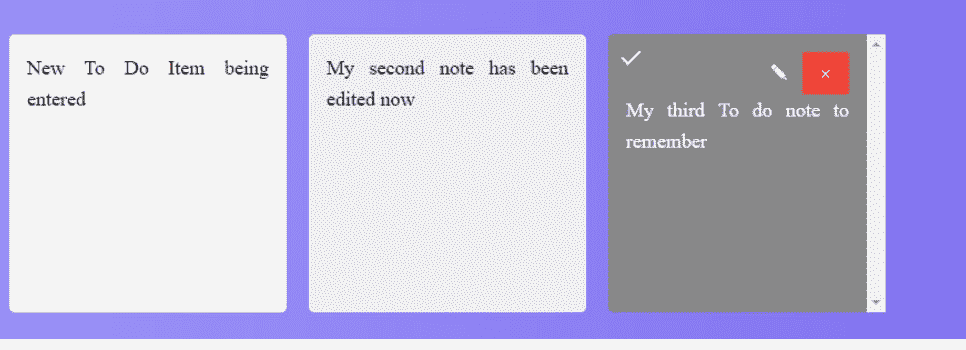 New To Do Item being
entered
My second note has been
edited now
My third To do note to
remember